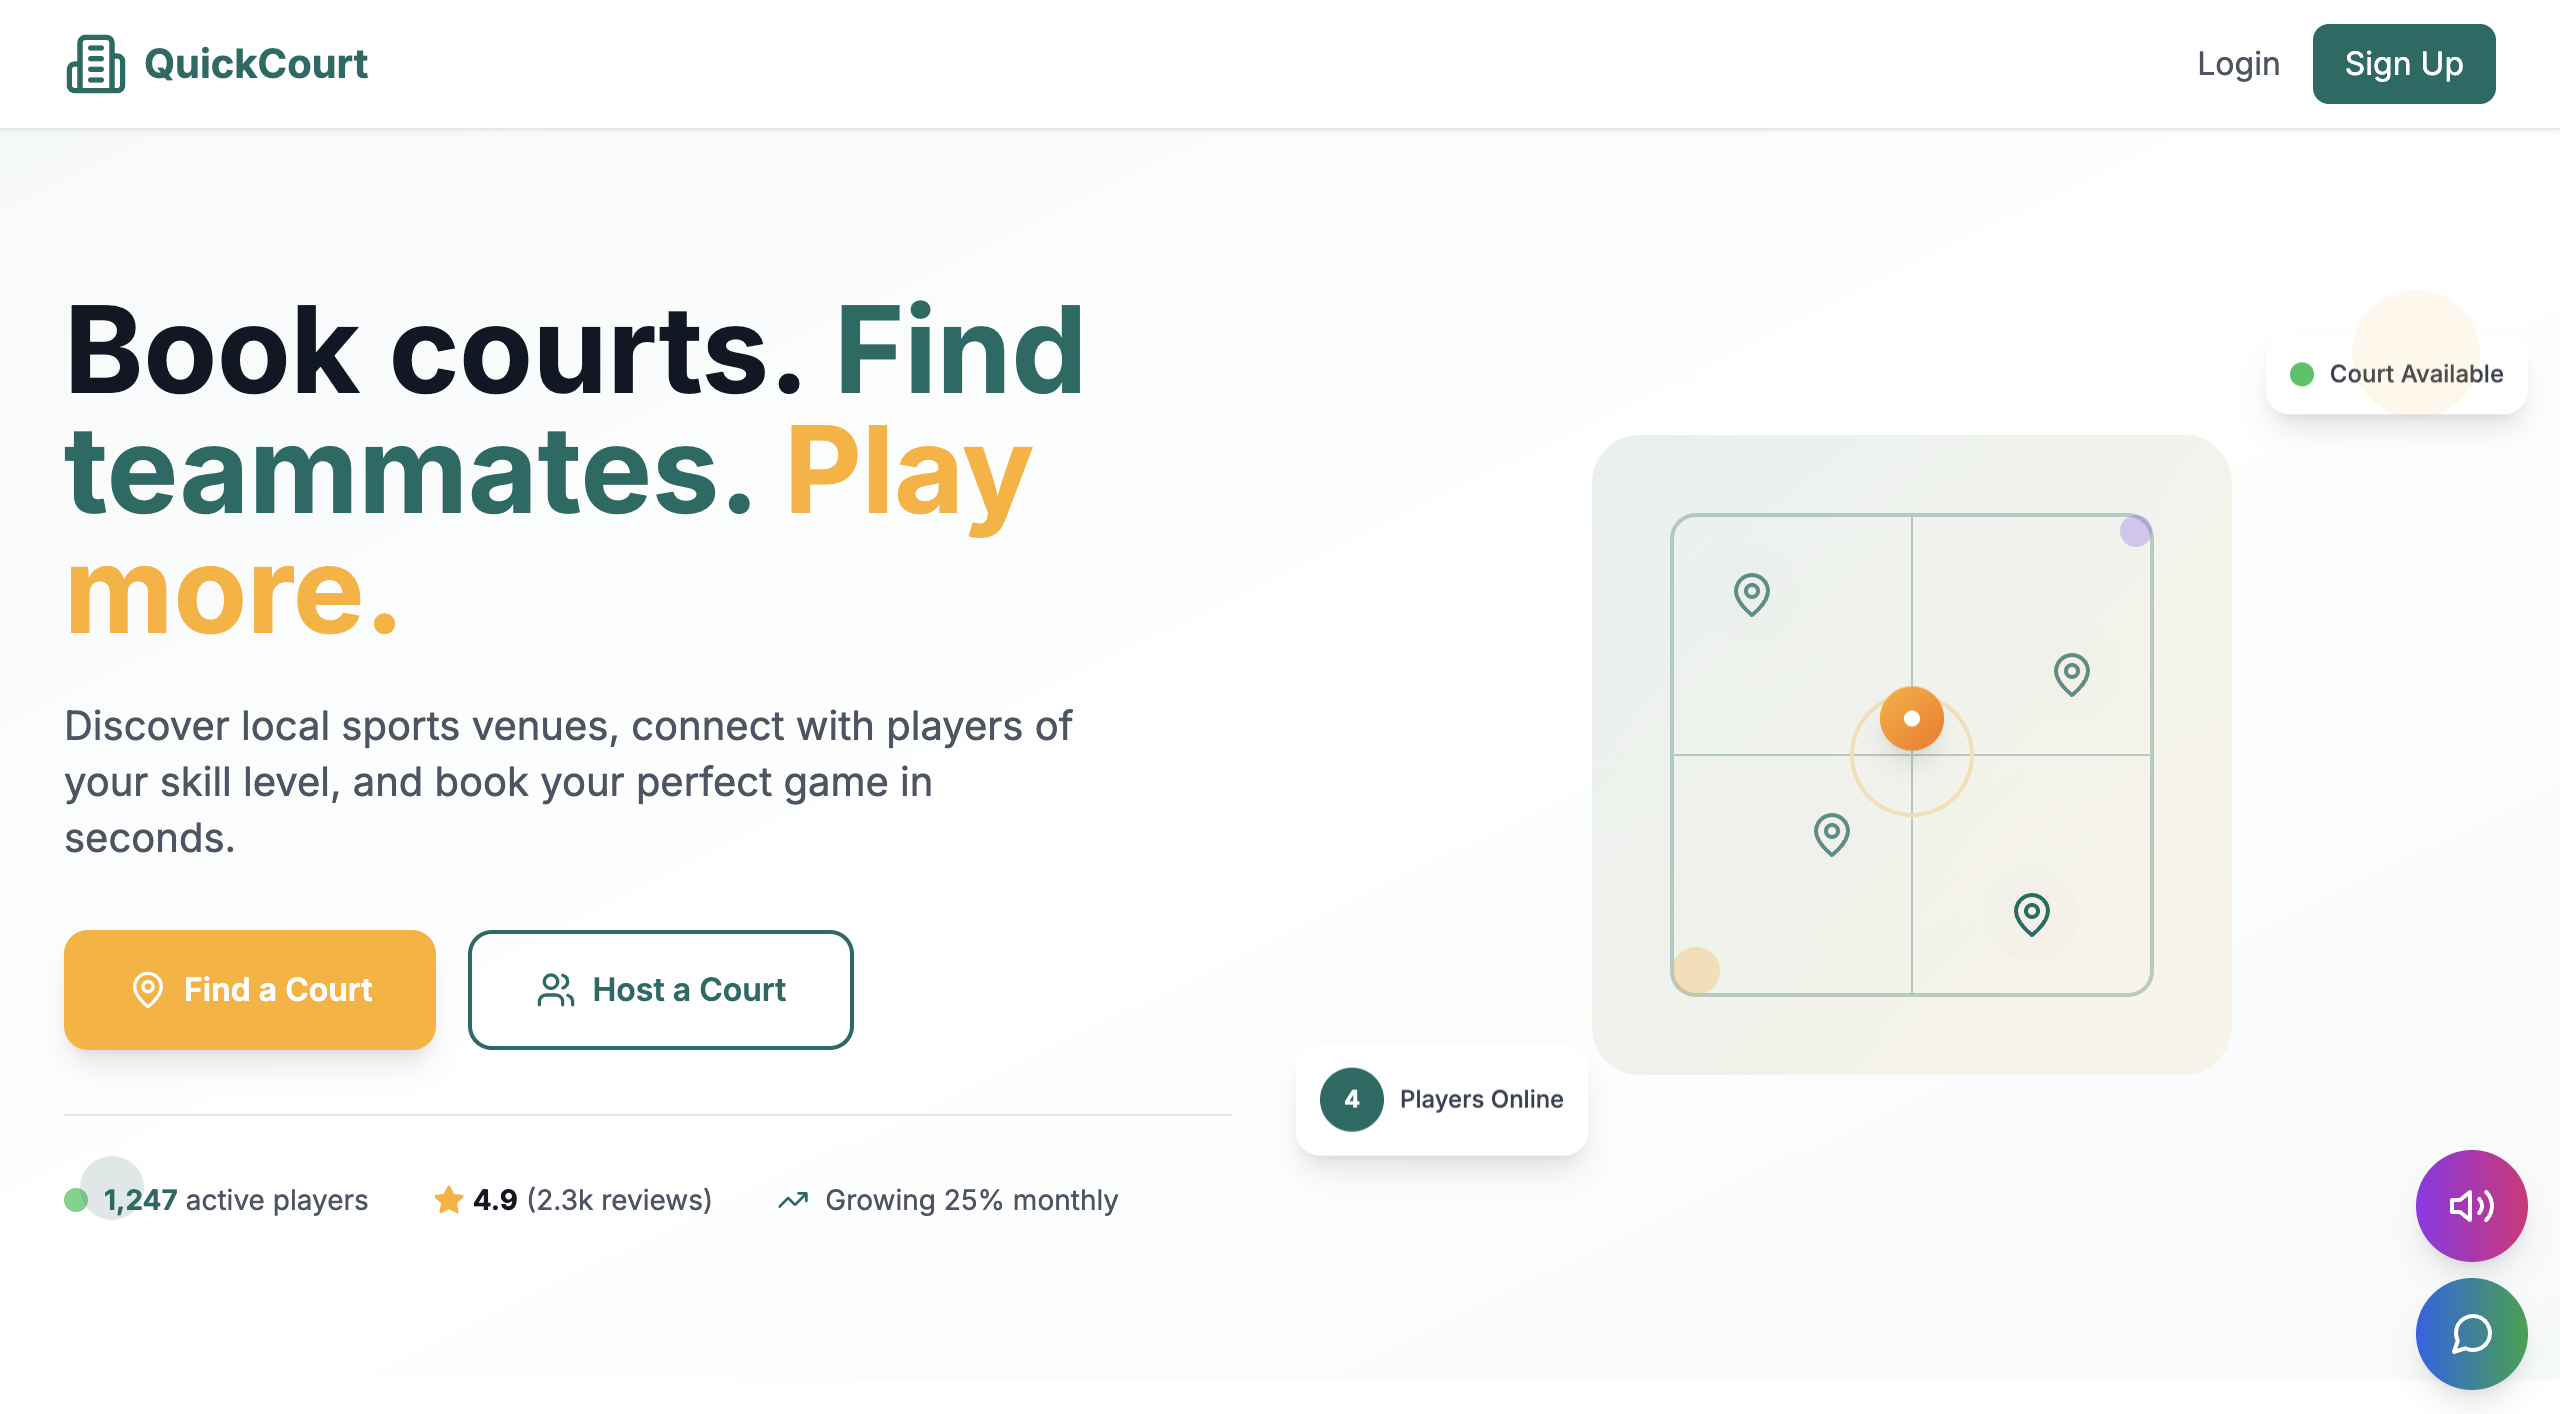 QuickCourt
Login
Sign Up
Book courts. Find
teammates. Play
more.
Discover local sports venues, connect with players of
your skill level, and book your perfect game in
seconds.
Find a Court
Host a Court
1,247 active players
4.9 (2.3k reviews)
Growing 25% monthly
Court Available
4 Players Online